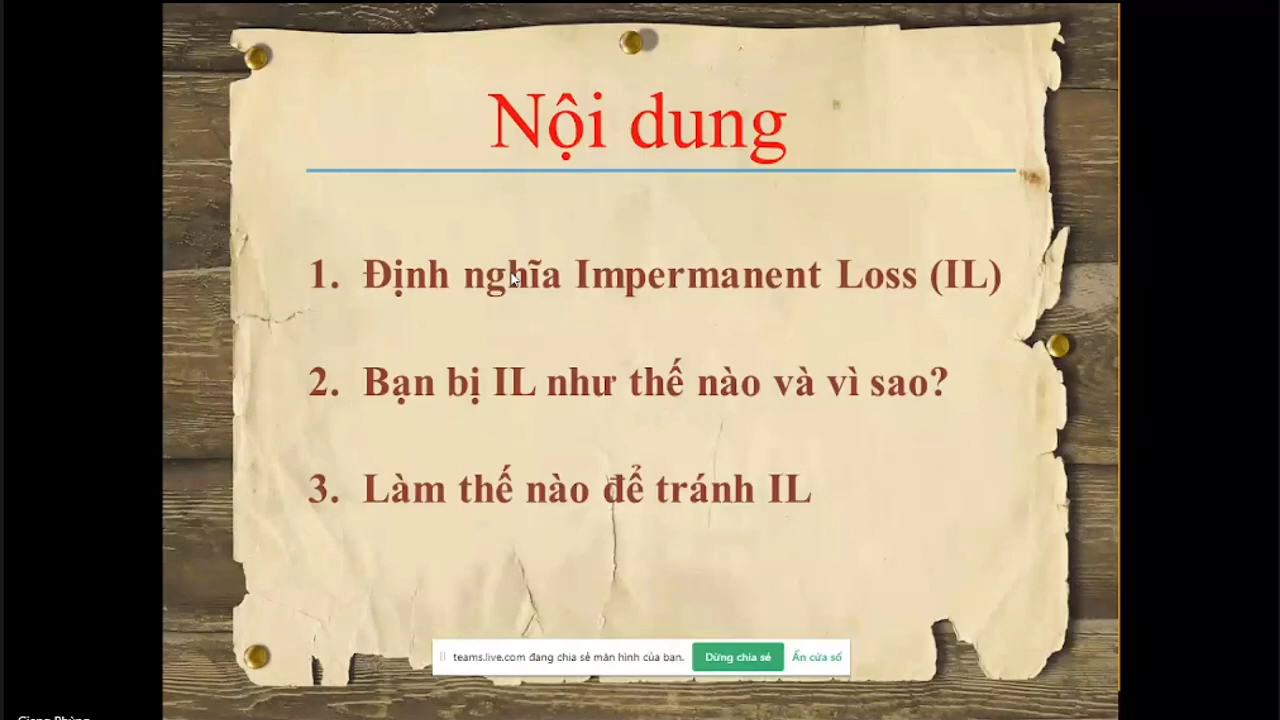 Nội dung
1. Định nghĩa Impermanent Loss (IL)
2. Bạn bị IL như thế nào và vì sao?
3. Làm thế nào để tránh IL
teams.live.com đang chia sẻ màn hình của bạn. Dừng chia sẻ Ẩn cửa sổ